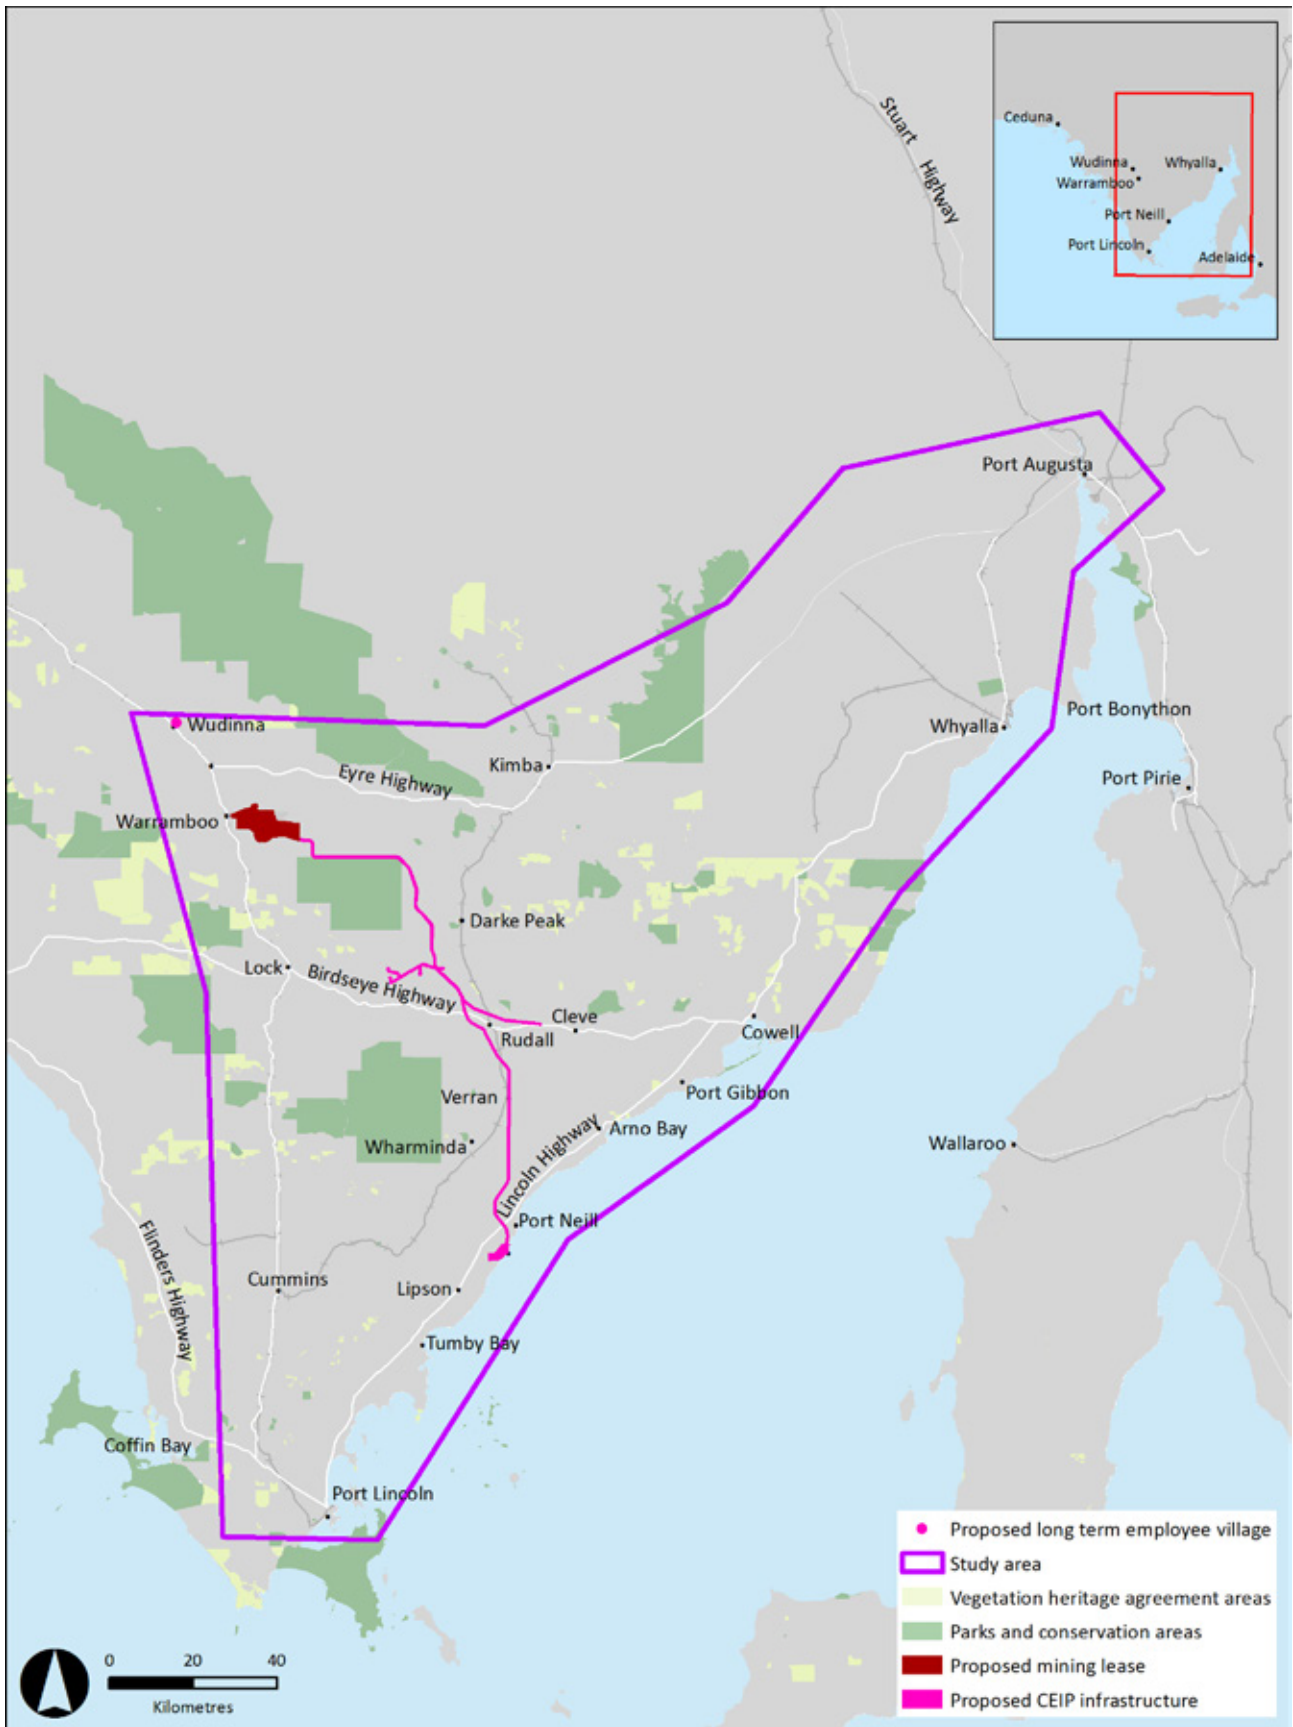 Stuart Highway
Ceduna
Wudinna
Whyalla
Warramboo
Port Neill
Port Lincoln
Adelaide
Port Augusta
Wudinna
Whyalla
Port Bonython
Kimba
Eyre Highway
Port Pirie
Warramboo
Darke Peak
Lock
Birdseye Highway
Cleve
Rudall
Cowell
Verran
Port Gibbon
Lincoln Highway
Arno Bay
Wharminda
Wallaroo
Port Neill
Flinders Highway
Cummins
Lipson
Tumby Bay
Coffin Bay
Port Lincoln
Proposed long term employee village
Study area
Vegetation heritage agreement areas
Parks and conservation areas
Proposed mining lease
Proposed CEIP infrastructure
0 20 40
Kilometres